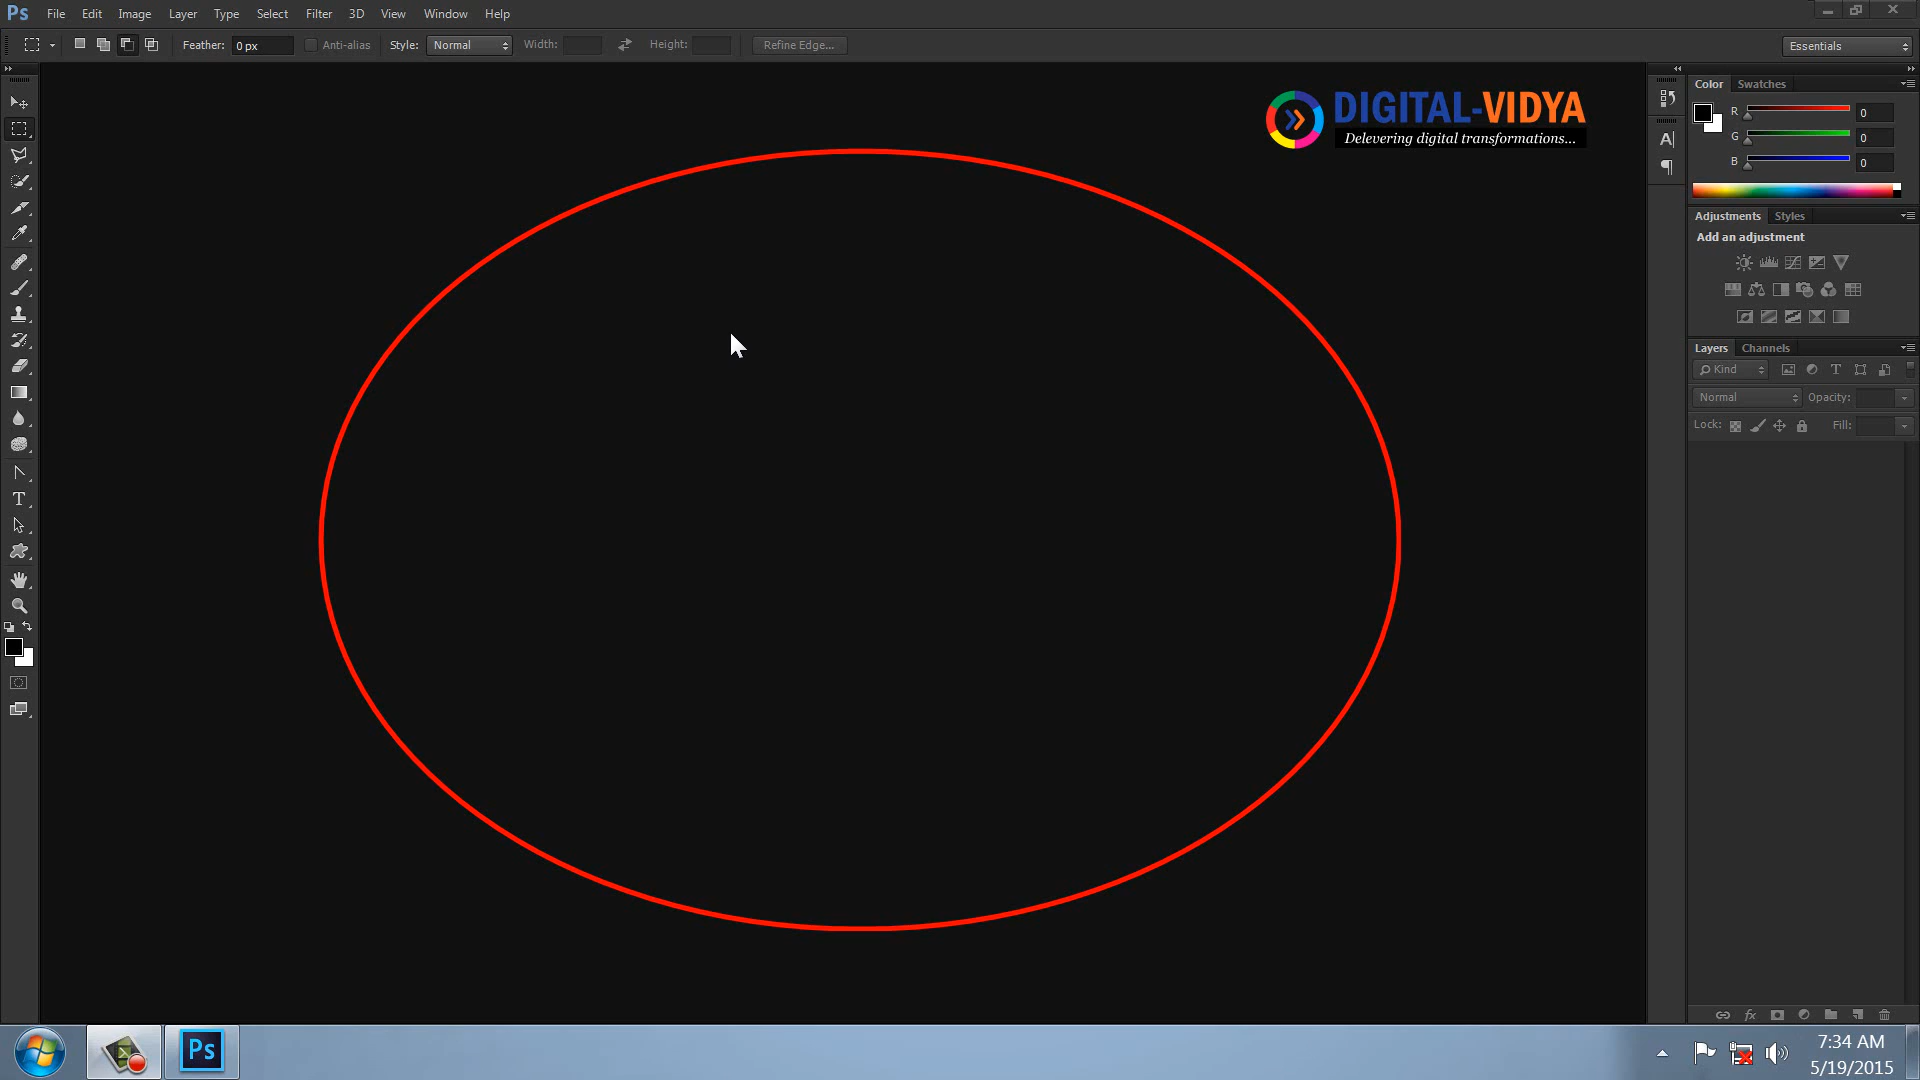 Ps File Edit Image Layer Type Select Filter 3D View Window Help
Feather: 0 px Anti-alias Style: Normal Width: Height: Refine Edge... Essentials
DIGITAL-VIDYA
Delevering digital transformations...
Color Swatches
R 0
G 0
B 0
Adjustments Styles
Add an adjustment
Layers Channels
Kind
Normal Opacity:
Lock: Fill:
Ps
7:34 AM
5/19/2015